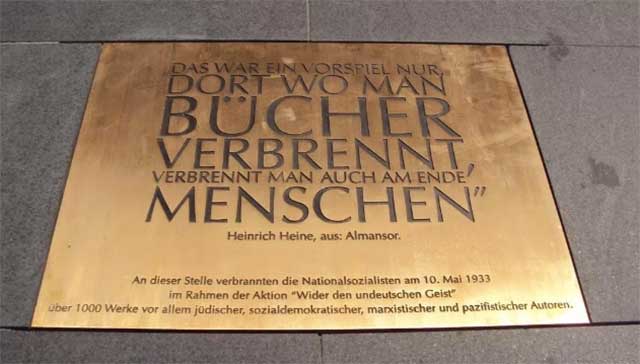 „DAS WAR EIN VORSPIEL NUR,
DORT WO MAN
BÜCHER
VERBRENNT,
VERBRENNT MAN AUCH AM ENDE
MENSCHEN”
Heinrich Heine, aus: Almansor.
An dieser Stelle verbrannten die Nationalsozialisten am 10. Mai 1933
im Rahmen der Aktion "Wider den undeutschen Geist"
über 1000 Werke vor allem jüdischer, sozialdemokratischer, marxistischer und pazifistischer Autoren.